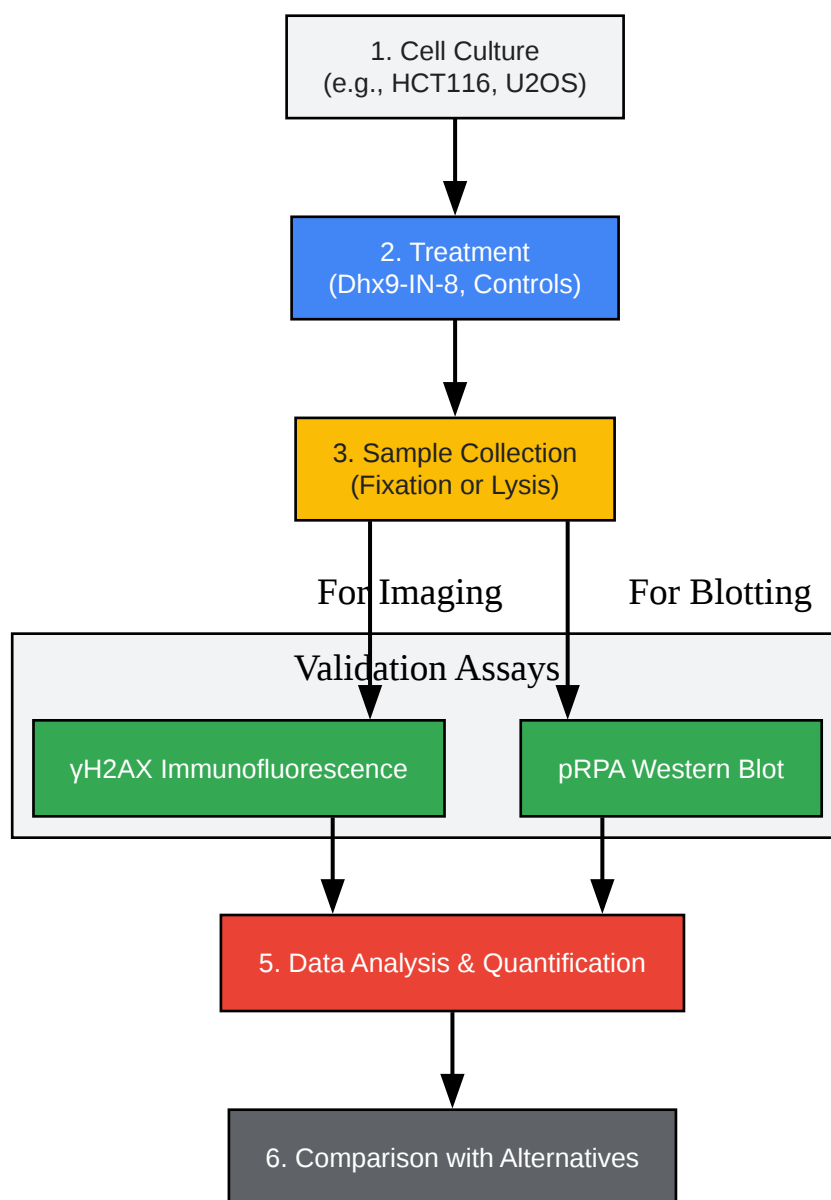 1. Cell Culture
(e.g., HCT116, U2OS)
2. Treatment
(Dhx9-IN-8, Controls)
3. Sample Collection
(Fixation or Lysis)
For Imaging
For Blotting
Validation Assays
γH2AX Immunofluorescence
pRPA Western Blot
5. Data Analysis & Quantification
6. Comparison with Alternatives